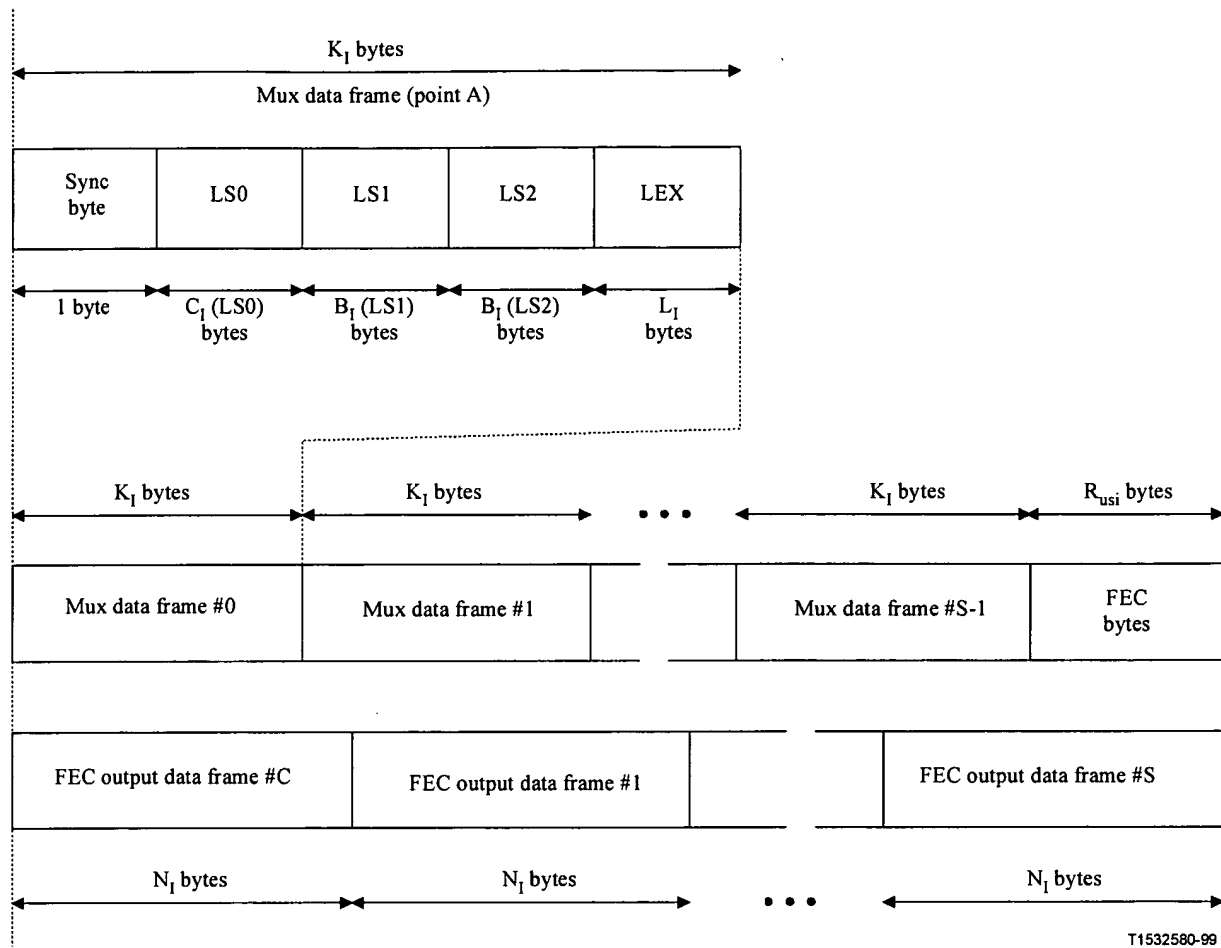 K_I bytes
Mux data frame (point A)
Sync
byte
LS0
LS1
LS2
LEX
1 byte
C_I (LS0)
bytes
B_I (LS1)
bytes
B_I (LS2)
bytes
L_I
bytes
K_I bytes
K_I bytes
K_I bytes
R_usi bytes
Mux data frame #0
Mux data frame #1
Mux data frame #S-1
FEC
bytes
FEC output data frame #C
FEC output data frame #1
FEC output data frame #S
N_I bytes
N_I bytes
N_I bytes
T1532580-99